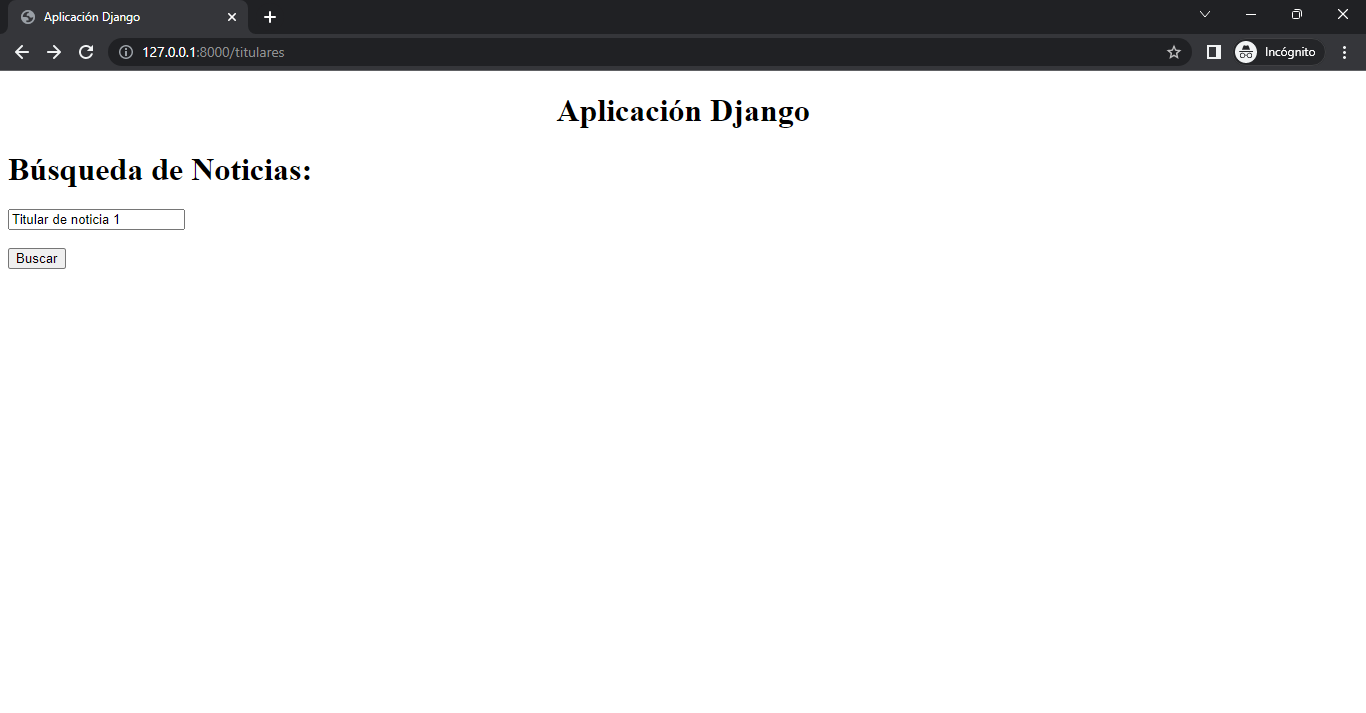 Aplicación Django
127.0.0.1:8000/titulares
Incógnito
Aplicación Django
Búsqueda de Noticias:
Titular de noticia 1
Buscar